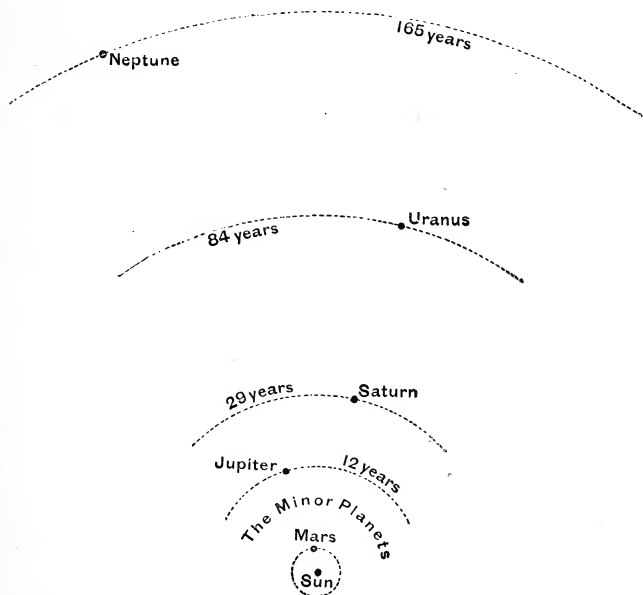 165 years
Neptune
Uranus
84 years
29 years
Saturn
Jupiter
12 years
The Minor Planets
Mars
Sun